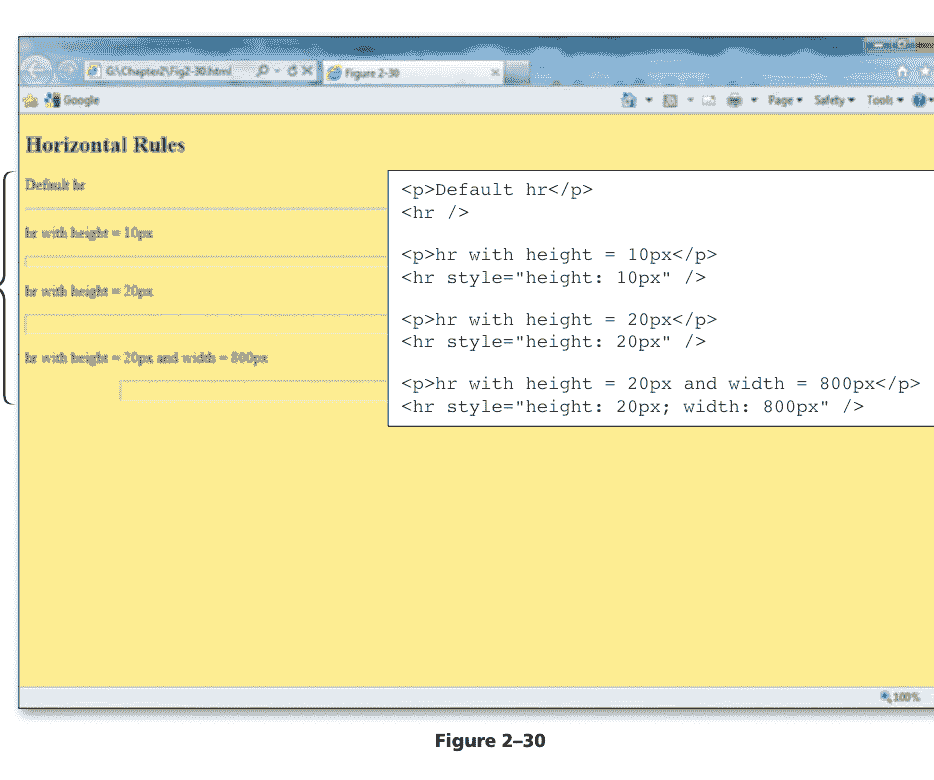 G:\Chapter2\Fig2-30.html
Figure 2-30
Google
Page
Safety
Tools
Horizontal Rules
Default hr
hr with height = 10px
hr with height = 20px
hr with height = 20px and width = 800px
<p>Default hr</p>
<hr />
<p>hr with height = 10px</p>
<hr style="height: 10px" />
<p>hr with height = 20px</p>
<hr style="height: 20px" />
<p>hr with height = 20px and width = 800px</p>
<hr style="height: 20px; width: 800px" />
100%
Figure 2–30